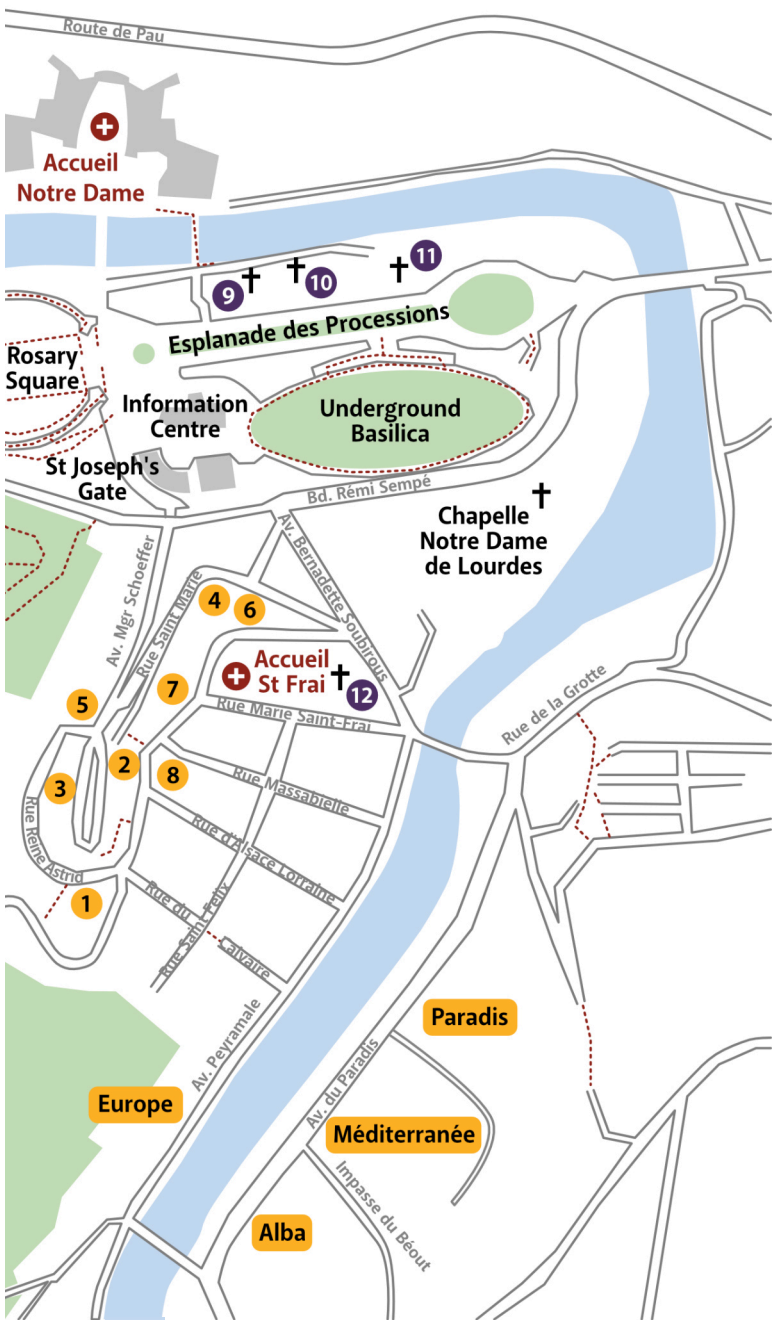 Route de Pau
Accueil
Notre Dame
11
9
10
Esplanade des Processions
Rosary
Square
Information
Centre
Underground
Basilica
St Joseph's
Gate
Bd. Rémi Sempé
Chapelle
Notre Dame
de Lourdes
Av. Mgr Schoeffer
Av. Bernadette Soubirous
Rue Saint Marie
4
6
Accueil
St Frai
12
7
5
Rue Marie Saint-Frai
Rue de la Grotte
2
8
3
Rue Massabielle
Rue Reine Astrid
Rue d'Alsace Lorraine
1
Rue du
Calvaire
Rue Saint Félix
Av. Peyramale
Paradis
Europe
Av. du Paradis
Méditerranée
Impasse du Béout
Alba